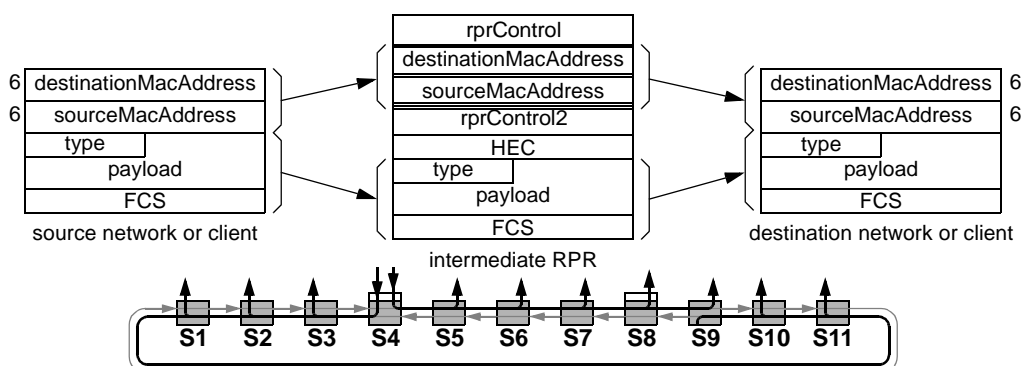 6 destinationMacAddress
6 sourceMacAddress
type
payload
FCS
source network or client
rprControl
destinationMacAddress
sourceMacAddress
rprControl2
HEC
type
payload
FCS
intermediate RPR
destinationMacAddress 6
sourceMacAddress 6
type
payload
FCS
destination network or client
S1 S2 S3 S4 S5 S6 S7 S8 S9 S10 S11